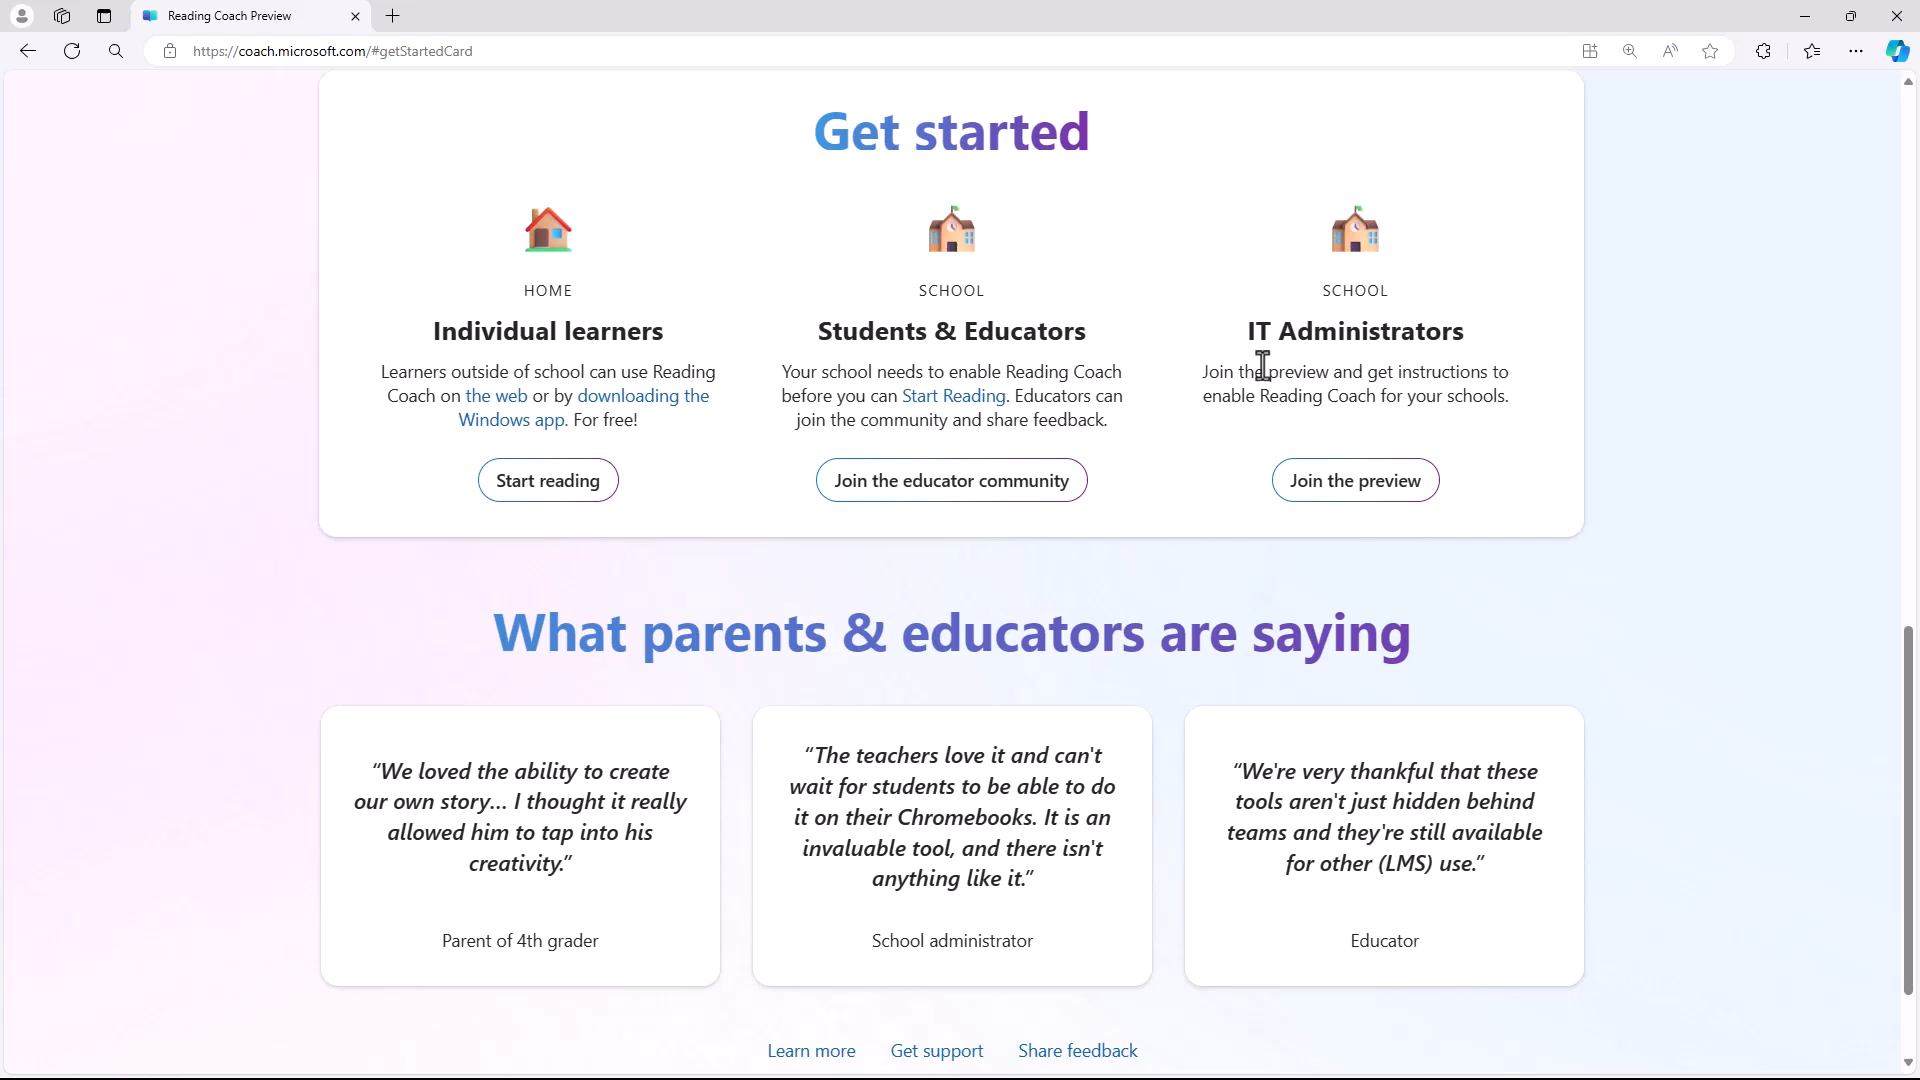 Reading Coach Preview
https://coach.microsoft.com/#getStartedCard
Get started
HOME
Individual learners
Learners outside of school can use Reading
Coach on the web or by downloading the
Windows app. For free!
Start reading
SCHOOL
Students & Educators
Your school needs to enable Reading Coach
before you can Start Reading. Educators can
join the community and share feedback.
Join the educator community
SCHOOL
IT Administrators
Join the preview and get instructions to
enable Reading Coach for your schools.
Join the preview
What parents & educators are saying
“We loved the ability to create
our own story... I thought it really
allowed him to tap into his
creativity.”
Parent of 4th grader
“The teachers love it and can't
wait for students to be able to do
it on their Chromebooks. It is an
invaluable tool, and there isn't
anything like it.”
School administrator
“We're very thankful that these
tools aren't just hidden behind
teams and they're still available
for other (LMS) use.”
Educator
Learn more Get support Share feedback